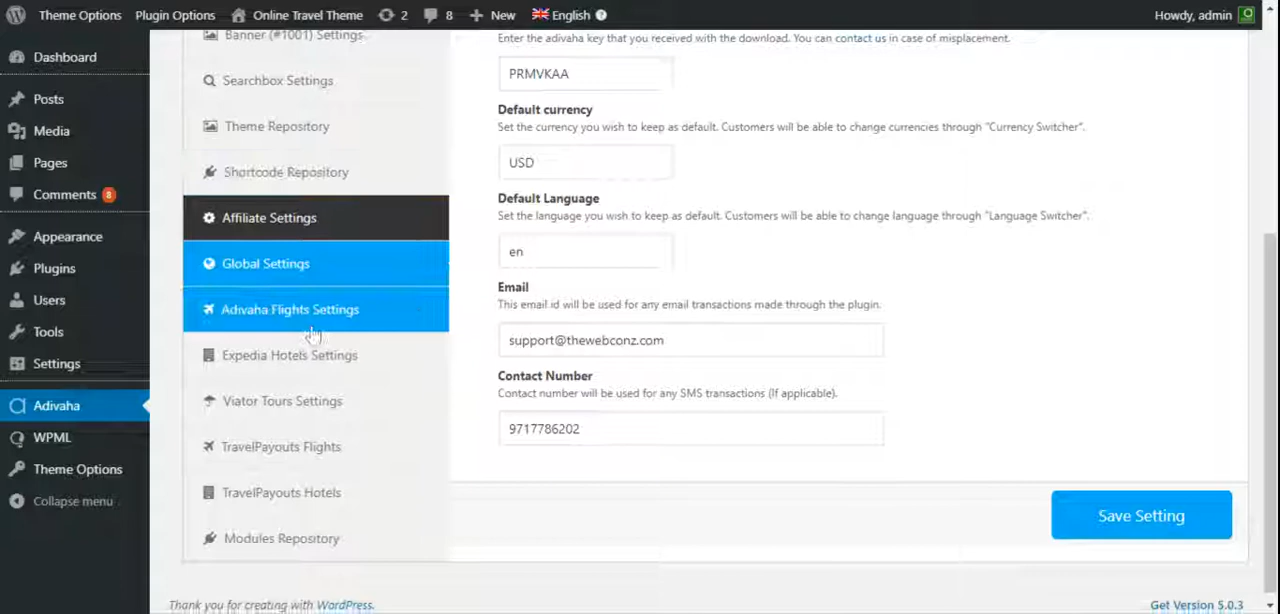 Theme Options Plugin Options Online Travel Theme 2 8 New English Howdy, admin
Dashboard
Posts
Media
Pages
Comments 8
Appearance
Plugins
Users
Tools
Settings
Adivaha
WPML
Theme Options
Collapse menu
Banner (#1001) Settings
Searchbox Settings
Theme Repository
Shortcode Repository
Affiliate Settings
Global Settings
Adivaha Flights Settings
Expedia Hotels Settings
Viator Tours Settings
TravelPayouts Flights
TravelPayouts Hotels
Modules Repository
Enter the adivaha key that you received with the download. You can contact us in case of misplacement.
PRMVKAA
Default currency
Set the currency you wish to keep as default. Customers will be able to change currencies through "Currency Switcher".
USD
Default Language
Set the language you wish to keep as default. Customers will be able to change language through "Language Switcher".
en
Email
This email id will be used for any email transactions made through the plugin.
support@thewebconz.com
Contact Number
Contact number will be used for any SMS transactions (If applicable).
9717786202
Save Setting
Thank you for creating with WordPress.
Get Version 5.0.3